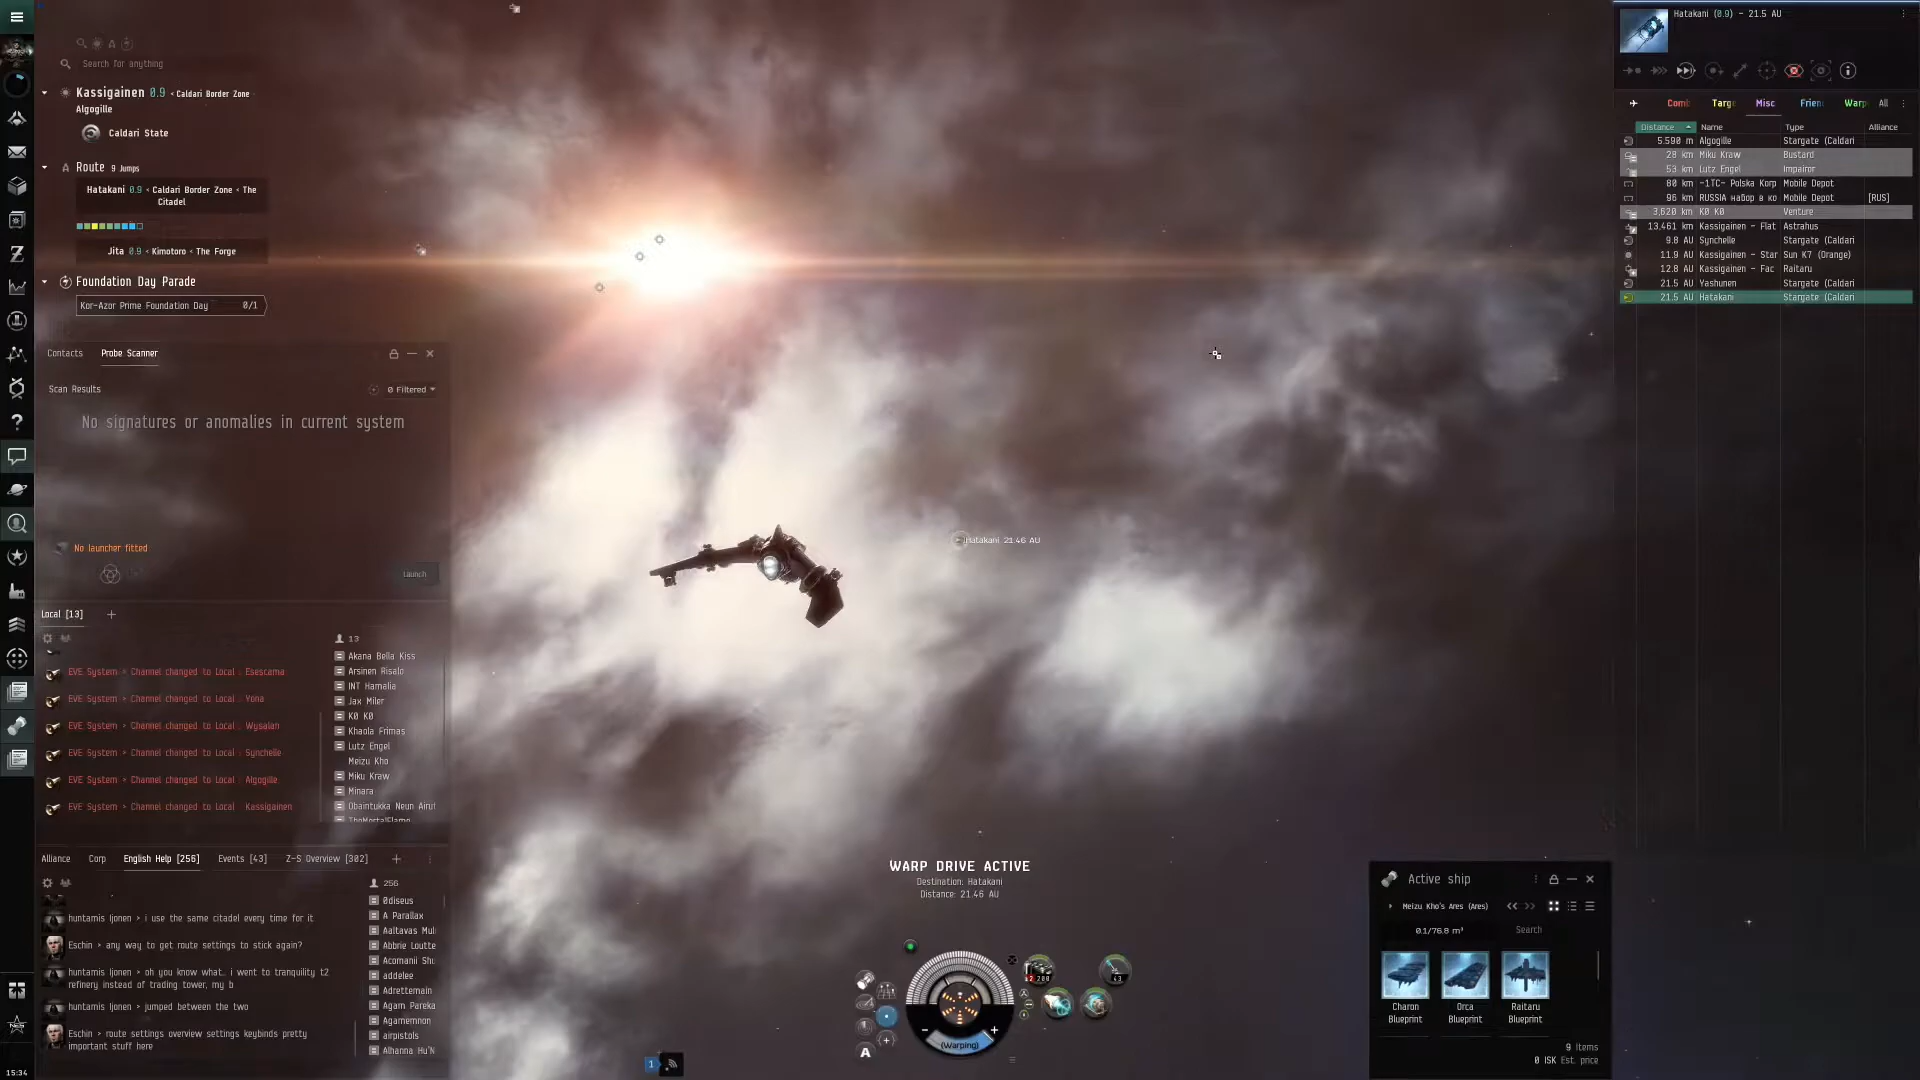 Search for anything
Kassigainen 0.9 < Caldari Border Zone <
Algogille
Caldari State
Route 9 Jumps
Hatakani 0.9 < Caldari Border Zone < The
Citadel
Jita 0.9 < Kimotoro < The Forge
Foundation Day Parade
Kor-Azor Prime Foundation Day 0/1
Contacts Probe Scanner
Scan Results 0 Filtered
No signatures or anomalies in current system
No launcher fitted
Launch
Local [13]
13
EVE System > Channel changed to Local : Esescama
EVE System > Channel changed to Local : Yona
EVE System > Channel changed to Local : Wysalan
EVE System > Channel changed to Local : Synchelle
EVE System > Channel changed to Local : Algogille
EVE System > Channel changed to Local : Kassigainen
Akana Bella Kiss
Arsinen Risalo
INT Hamalia
Jax Miler
K0 K0
Khaola Frimas
Lutz Engel
Meizu Kho
Miku Kraw
Minara
Obaintukka Neun Airut
TheMortalFlame
Alliance Corp English Help [256] Events [43] Z-S Overview [302]
256
huntamis Ijonen > i use the same citadel every time for it
Eschin > any way to get route settings to stick again?
huntamis Ijonen > oh you know what.. i went to tranquility t2
refinery instead of trading tower, my b
huntamis Ijonen > jumped between the two
Eschin > route settings overview settings keybinds pretty
important stuff here
0diseus
A Parallax
Aaltavas Mul
Abbrie Loutte
Acomanii Shu
addelee
Adrettemain
Agam Pareka
Agamemnon
airpistols
Alhanna Hu'N
15:34
1
Hatakani 21.46 AU
WARP DRIVE ACTIVE
Destination: Hatakani
Distance: 21.46 AU
(Warping)
A
200
43
Hatakani (0.9) - 21.5 AU
Comb Targe Misc Frien Warp All
Distance Name Type Alliance
5.590 m Algogille Stargate (Caldari
28 km Miku Kraw Bustard
53 km Lutz Engel Impairor
80 km -1TC- Polska Korp Mobile Depot
96 km RUSSIA набор в ко Mobile Depot [RUS]
3,620 km K0 K0 Venture
13,461 km Kassigainen - Flat Astrahus
9.8 AU Synchelle Stargate (Caldari
11.9 AU Kassigainen - Star Sun K7 (Orange)
12.8 AU Kassigainen - Fac Raitaru
21.5 AU Yashunen Stargate (Caldari
21.5 AU Hatakani Stargate (Caldari
Active ship
Meizu Kho's Ares (Ares)
0.1/76.8 m³ Search
Charon
Blueprint
Orca
Blueprint
Raitaru
Blueprint
9 Items
0 ISK Est. price